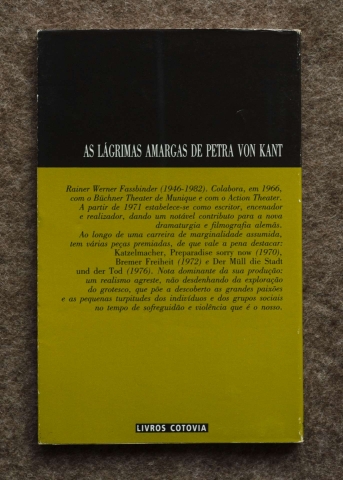 AS LÁGRIMAS AMARGAS DE PETRA VON KANT
Rainer Werner Fassbinder (1946-1982). Colabora, em 1966,
com o Büchner Theater de Munique e com o Action Theater.
A partir de 1971 estabelece-se como escritor, encenador
e realizador, dando um notável contributo para a nova
dramaturgia e filmografia alemãs.
Ao longo de uma carreira de marginalidade assumida,
tem várias peças premiadas, de que vale a pena destacar:
Katzelmacher, Preparadise sorry now (1970),
Bremer Freiheit (1972) e Der Müll die Stadt
und der Tod (1976). Nota dominante da sua produção:
um realismo agreste, não desdenhando da exploração
do grotesco, que põe a descoberto as grandes paixões
e as pequenas turpitudes dos indivíduos e dos grupos sociais
no tempo de sofreguidão e violência que é o nosso.
LIVROS COTOVIA